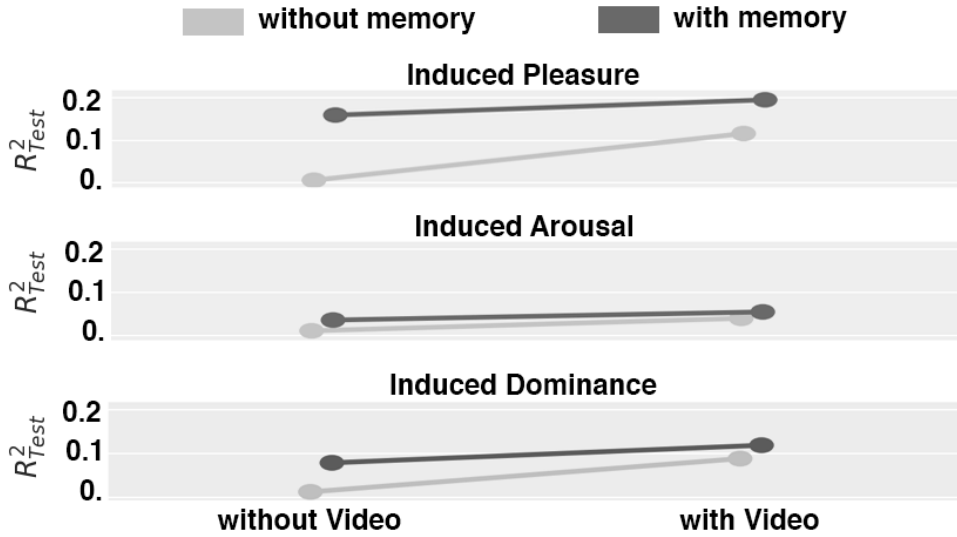 without memory with memory
Induced Pleasure
0.2
0.1
0.
R²Test
Induced Arousal
0.2
0.1
0.
R²Test
Induced Dominance
0.2
0.1
0.
R²Test
without Video with Video